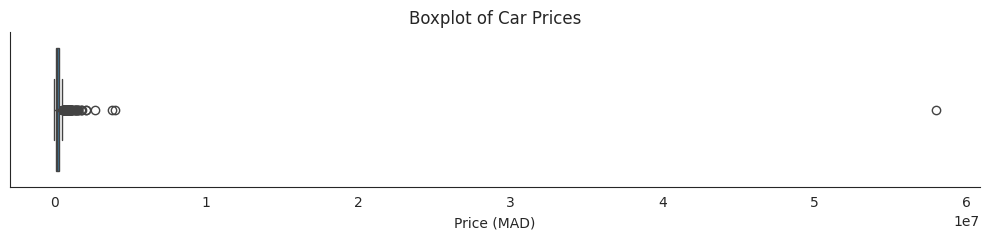 Boxplot of Car Prices
0 1 2 3 4 5 6
1e7
Price (MAD)